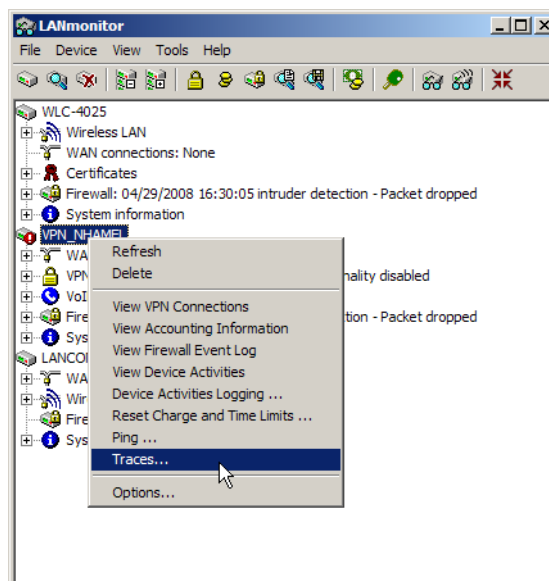 LANmonitor
File Device View Tools Help
WLC-4025
Wireless LAN
WAN connections: None
Certificates
Firewall: 04/29/2008 16:30:05 intruder detection - Packet dropped
System information
VPN_NHAMEL
WA
VPN nality disabled
VoI
Fire tion - Packet dropped
Sys
LANCO
WA
Wir
Fire
Sys
Refresh
Delete
View VPN Connections
View Accounting Information
View Firewall Event Log
View Device Activities
Device Activities Logging ...
Reset Charge and Time Limits ...
Ping ...
Traces...
Options...